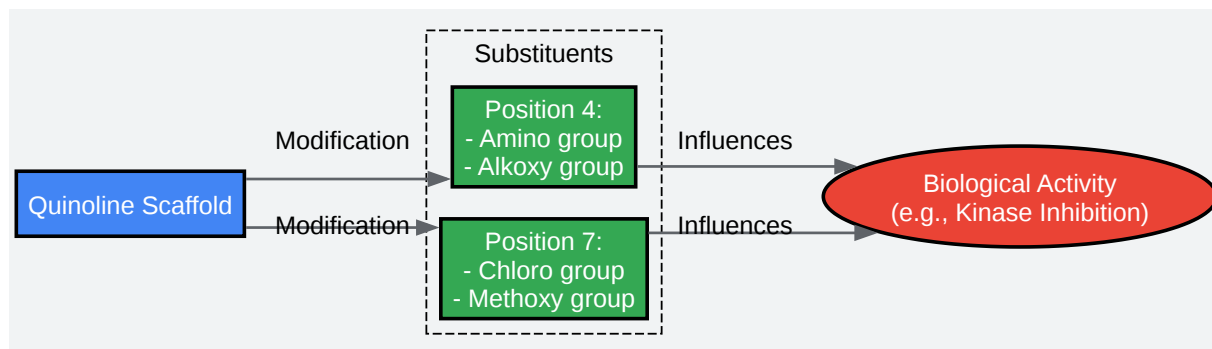 Substituents
Position 4:
- Amino group
- Alkoxy group
Modification
Influences
Quinoline Scaffold
Biological Activity
(e.g., Kinase Inhibition)
Modification
Influences
Position 7:
- Chloro group
- Methoxy group